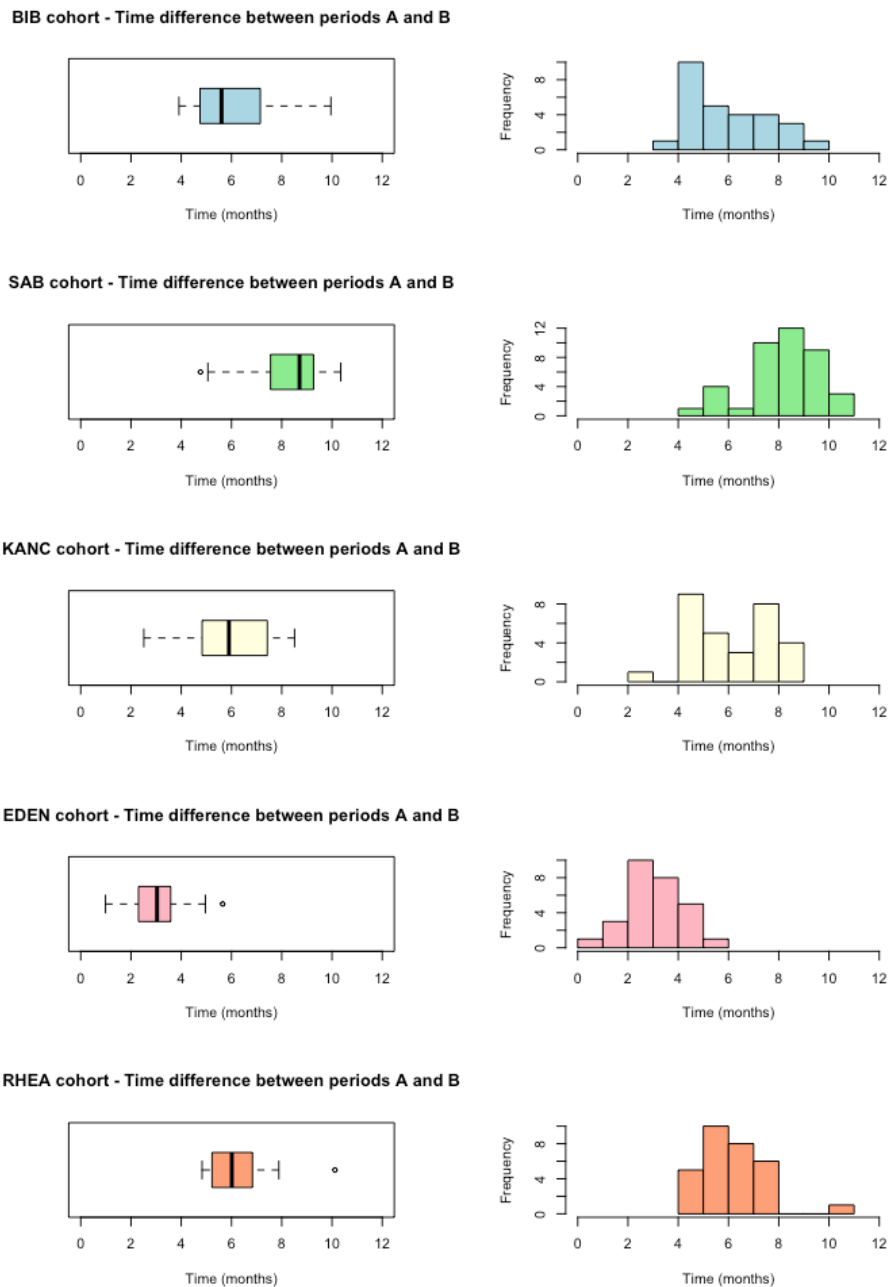 BIB cohort - Time difference between periods A and B
0 2 4 6 8 10 12
Time (months)
Frequency
0 4 8
0 2 4 6 8 10 12
Time (months)
SAB cohort - Time difference between periods A and B
0 2 4 6 8 10 12
Time (months)
Frequency
0 4 8 12
0 2 4 6 8 10 12
Time (months)
KANC cohort - Time difference between periods A and B
0 2 4 6 8 10 12
Time (months)
Frequency
0 4 8
0 2 4 6 8 10 12
Time (months)
EDEN cohort - Time difference between periods A and B
0 2 4 6 8 10 12
Time (months)
Frequency
0 4 8
0 2 4 6 8 10 12
Time (months)
RHEA cohort - Time difference between periods A and B
0 2 4 6 8 10 12
Time (months)
Frequency
0 4 8
0 2 4 6 8 10 12
Time (months)